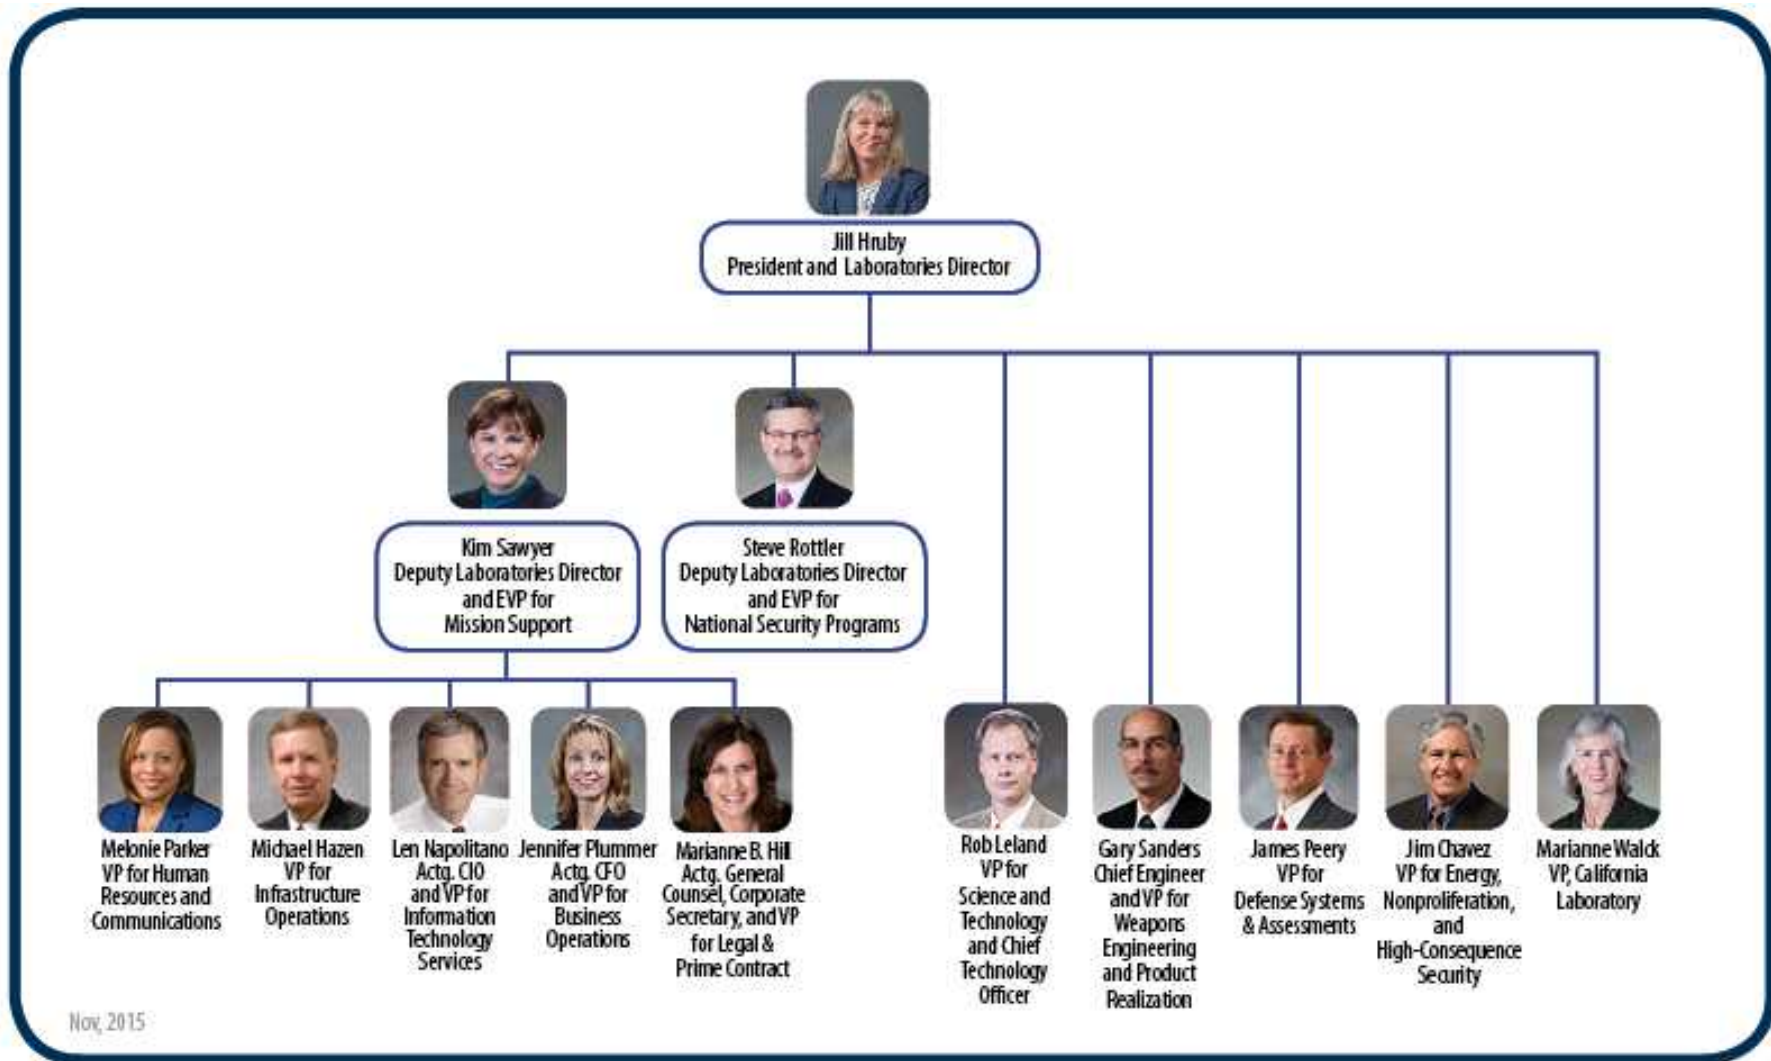 Jill Hruby
President and Laboratories Director
Kim Sawyer
Deputy Laboratories Director
and EVP for
Mission Support
Steve Rottler
Deputy Laboratories Director
and EVP for
National Security Programs
Melonie Parker
VP for Human
Resources and
Communications
Michael Hazen
VP for
Infrastructure
Operations
Len Napolitano
Actg. CIO
and VP for
Information
Technology
Services
Jennifer Plummer
Actg. CFO
and VP for
Business
Operations
Marianne B. Hill
Actg. General
Counsel, Corporate
Secretary, and VP
for Legal &
Prime Contract
Rob Leland
VP for
Science and
Technology
and Chief
Technology
Officer
Gary Sanders
Chief Engineer
and VP for
Weapons
Engineering
and Product
Realization
James Peery
VP for
Defense Systems
& Assessments
Jim Chavez
VP for Energy,
Nonproliferation,
and
High-Consequence
Security
Marianne Walck
VP, California
Laboratory
Nov, 2015